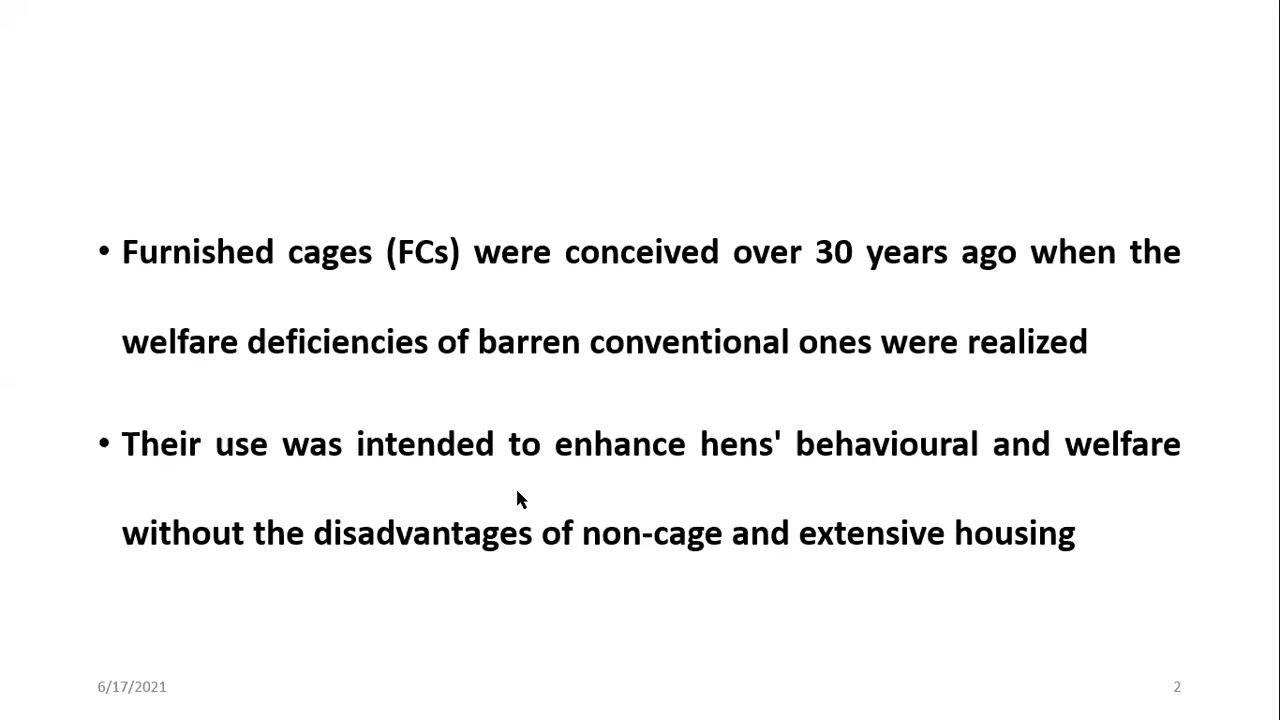 • Furnished cages (FCs) were conceived over 30 years ago when the
welfare deficiencies of barren conventional ones were realized
• Their use was intended to enhance hens' behavioural and welfare
without the disadvantages of non-cage and extensive housing
6/17/2021
2